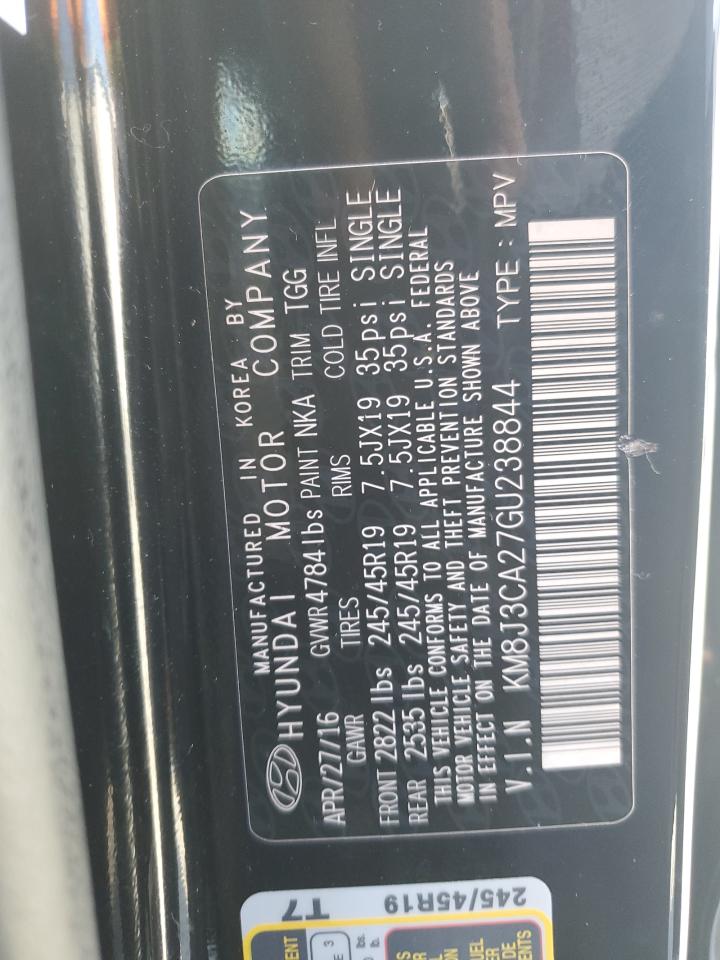 MANUFACTURED IN KOREA BY
HYUNDAI MOTOR COMPANY
APR/27/16 GVWR4784lbs PAINT NKA TRIM TGG
GAWR TIRES RIMS COLD TIRE INFL
FRONT 2822 lbs 245/45R19 7.5JX19 35psi SINGLE
REAR 2535 lbs 245/45R19 7.5JX19 35psi SINGLE
THIS VEHICLE CONFORMS TO ALL APPLICABLE U.S.A. FEDERAL
MOTOR VEHICLE SAFETY AND THEFT PREVENTION STANDARDS
IN EFFECT ON THE DATE OF MANUFACTURE SHOWN ABOVE
V.I.N KM8J3CA27GU238844 TYPE : MPV
T7 245/45R19